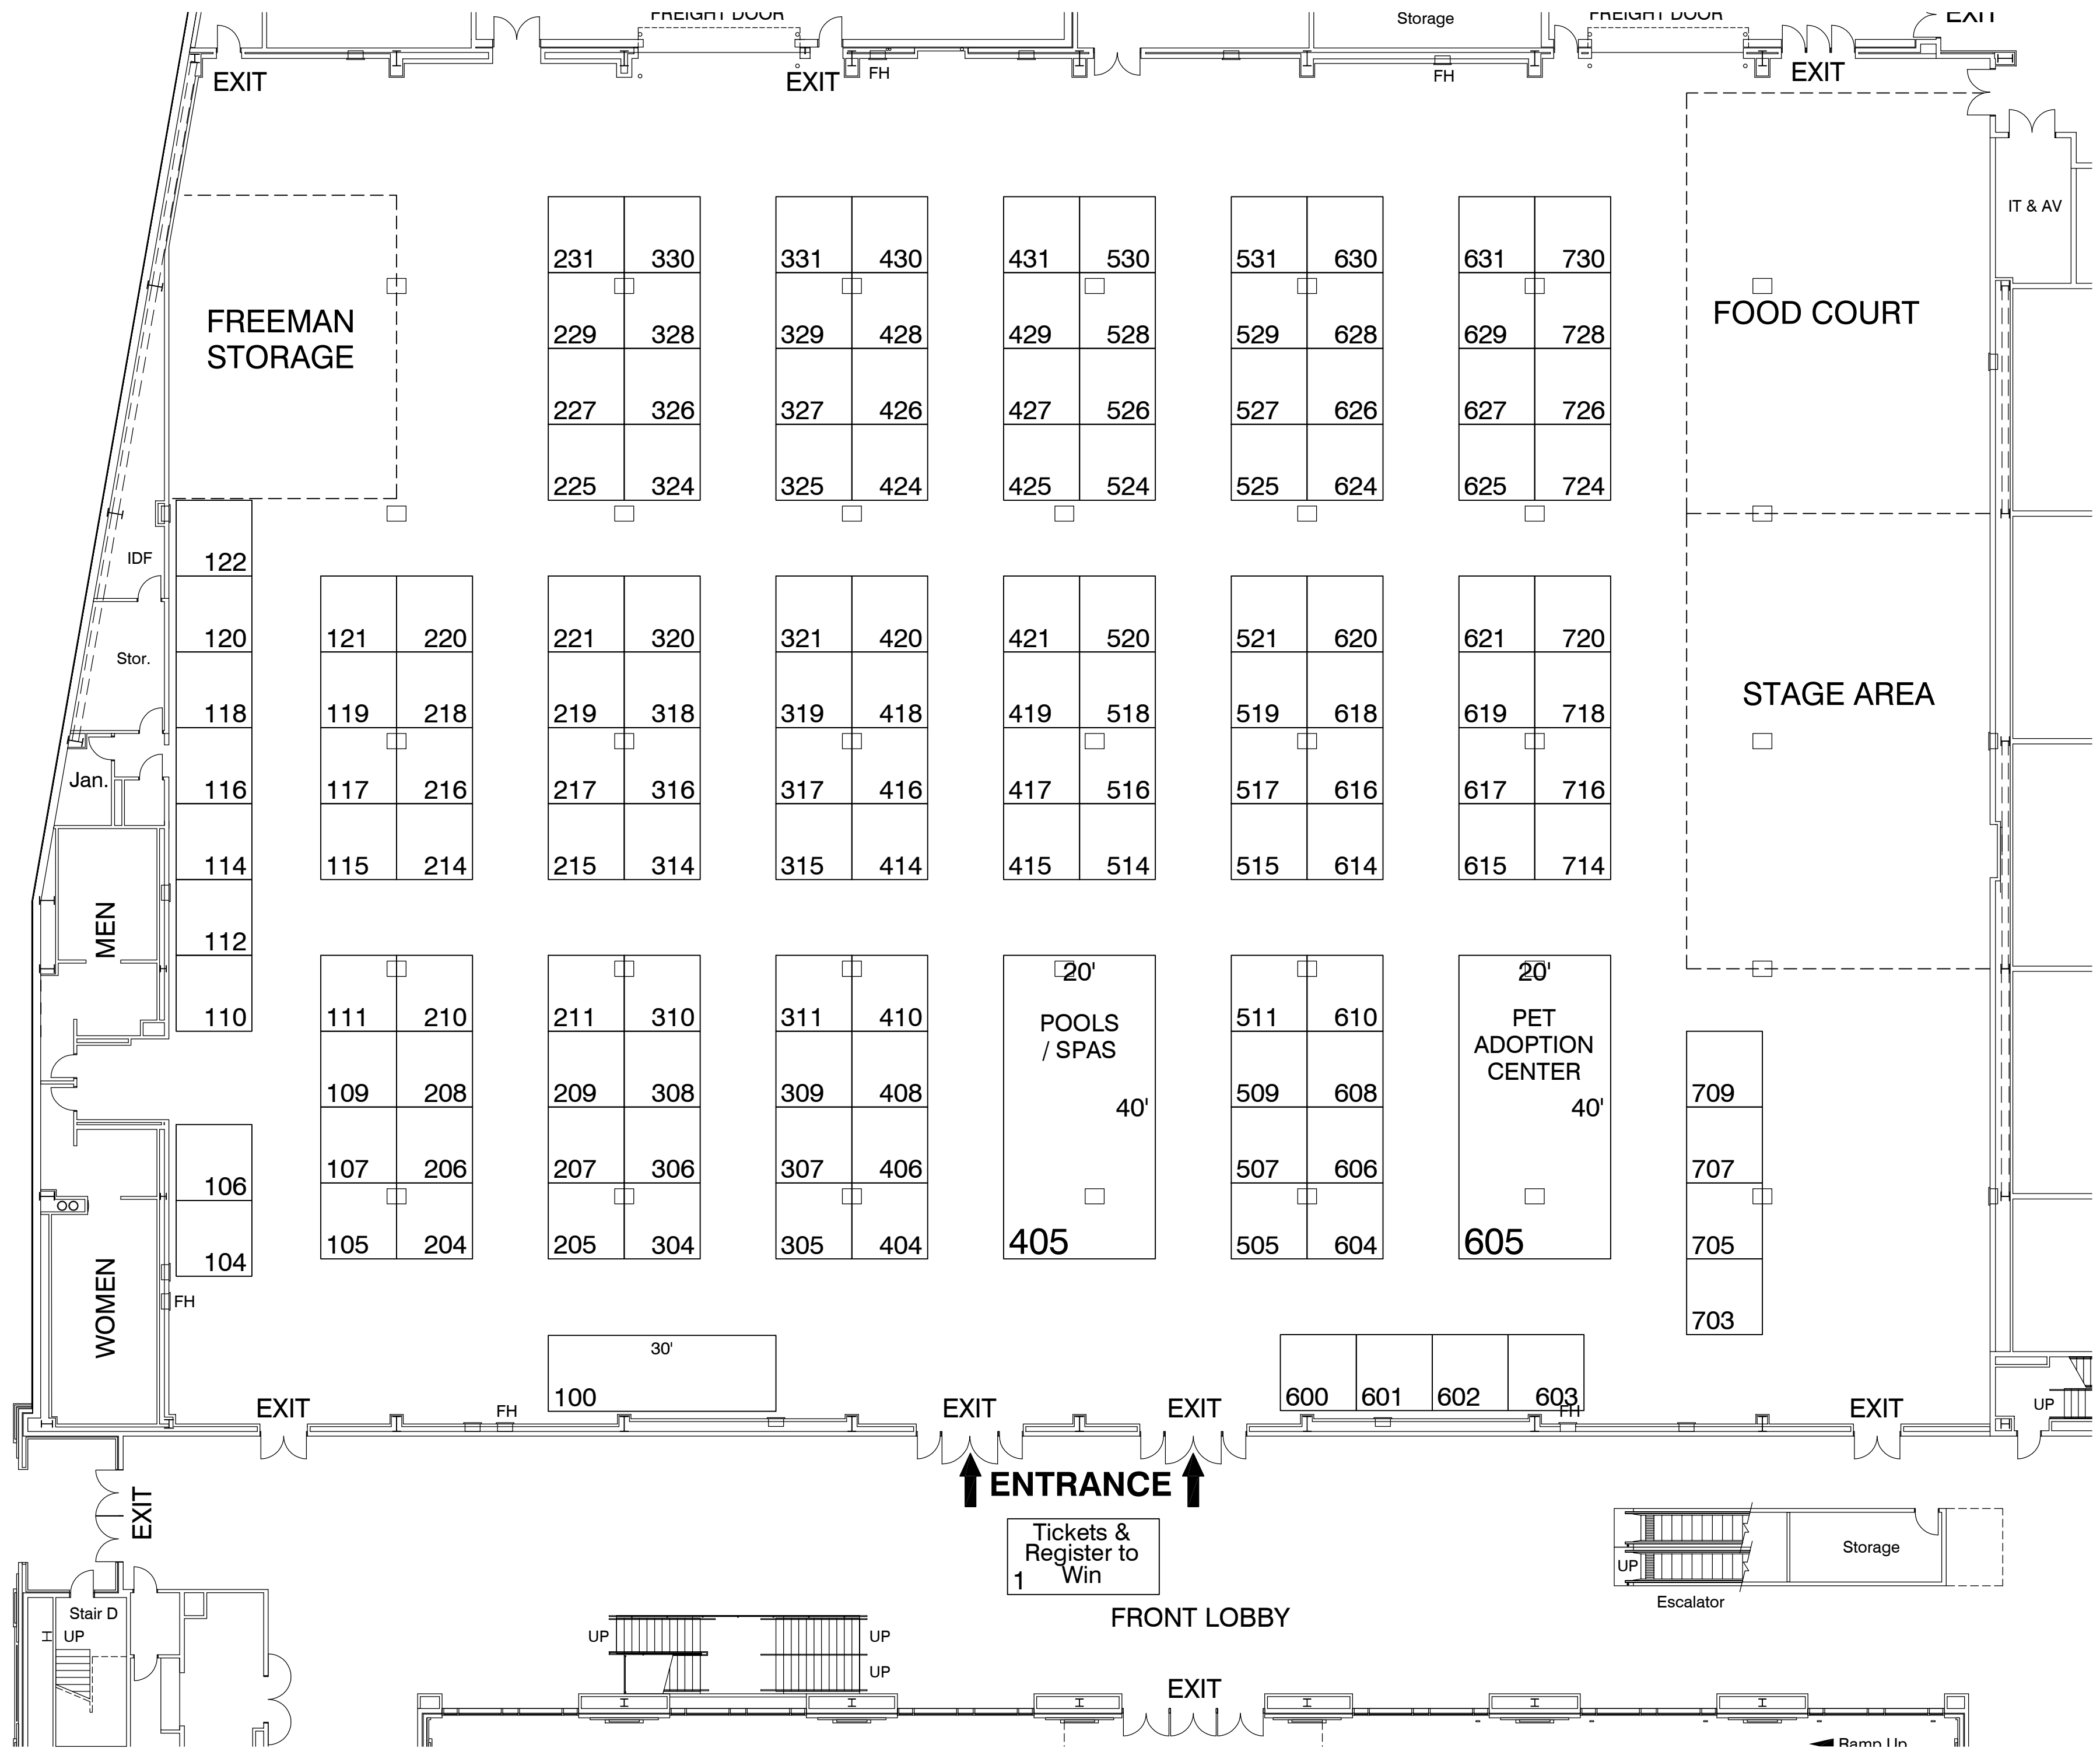 FREIGHT DOOR
Storage
FREIGHT DOOR
EXIT
EXIT
EXIT
FH
FH
EXIT
IT & AV
231 330 331 430 431 530 531 630 631 730
FREEMAN
STORAGE
FOOD COURT
229 328 329 428 429 528 529 628 629 728
227 326 327 426 427 526 527 626 627 726
225 324 325 424 425 524 525 624 625 724
IDF
122
120 121 220 221 320 321 420 421 520 521 620 621 720
Stor.
STAGE AREA
118 119 218 219 318 319 418 419 518 519 618 619 718
Jan.
116 117 216 217 316 317 416 417 516 517 616 617 716
114 115 214 215 314 315 414 415 514 515 614 615 714
MEN
112
110 111 210 211 310 311 410 511 610
20'
POOLS
/ SPAS
40'
405
20'
PET
ADOPTION
CENTER
40'
605
109 208 209 308 309 408 509 608 709
106 107 206 207 306 307 406 507 606 707
104 105 204 205 304 305 404 505 604 705
WOMEN
FH
703
30'
100
600 601 602 603
EXIT
FH
EXIT
EXIT
FH
EXIT
UP
ENTRANCE
EXIT
Tickets &
Register to
Win
1
UP
Storage
Escalator
Stair D
UP
FRONT LOBBY
UP
UP
UP
EXIT
Ramp Up